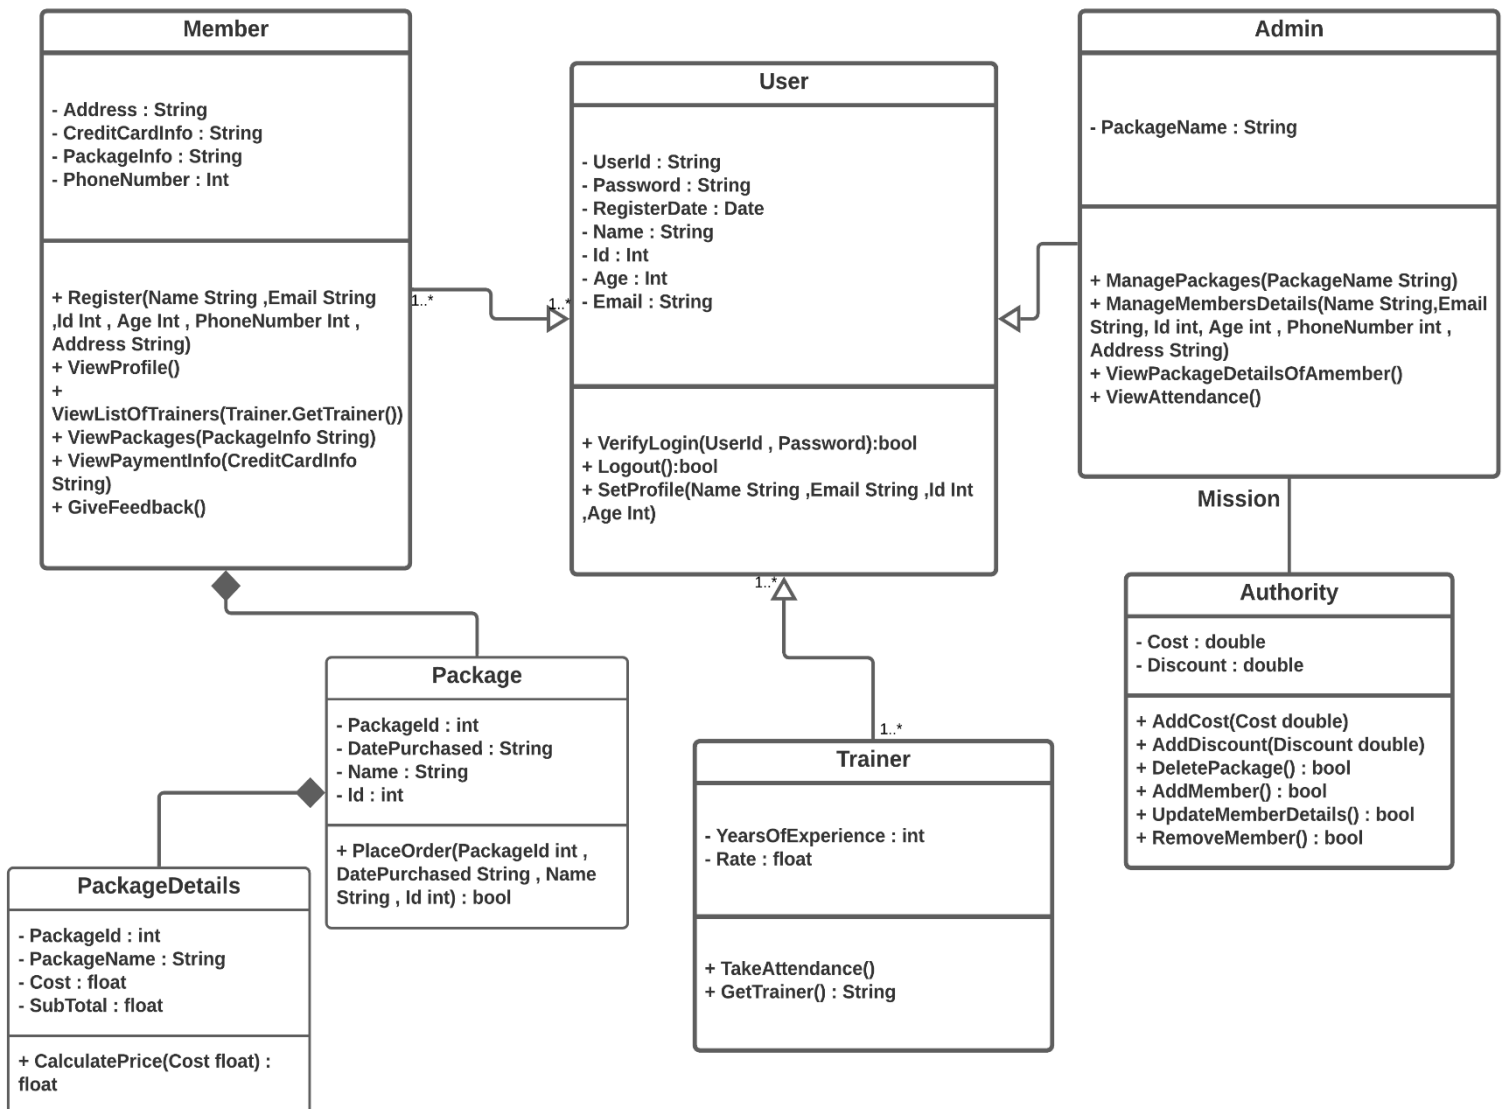 Member
- Address : String
- CreditCardInfo : String
- PackageInfo : String
- PhoneNumber : Int
+ Register(Name String ,Email String
,Id Int , Age Int , PhoneNumber Int ,
Address String)
+ ViewProfile()
+
ViewListOfTrainers(Trainer.GetTrainer())
+ ViewPackages(PackageInfo String)
+ ViewPaymentInfo(CreditCardInfo
String)
+ GiveFeedback()
1..*
1..*
User
- UserId : String
- Password : String
- RegisterDate : Date
- Name : String
- Id : Int
- Age : Int
- Email : String
+ VerifyLogin(UserId , Password):bool
+ Logout():bool
+ SetProfile(Name String ,Email String ,Id Int
,Age Int)
1..*
1..*
Admin
- PackageName : String
+ ManagePackages(PackageName String)
+ ManageMembersDetails(Name String,Email
String, Id int, Age int , PhoneNumber int ,
Address String)
+ ViewPackageDetailsOfAmember()
+ ViewAttendance()
Mission
Authority
- Cost : double
- Discount : double
+ AddCost(Cost double)
+ AddDiscount(Discount double)
+ DeletePackage() : bool
+ AddMember() : bool
+ UpdateMemberDetails() : bool
+ RemoveMember() : bool
Package
- PackageId : int
- DatePurchased : String
- Name : String
- Id : int
+ PlaceOrder(PackageId int ,
DatePurchased String , Name
String , Id int) : bool
Trainer
- YearsOfExperience : int
- Rate : float
+ TakeAttendance()
+ GetTrainer() : String
PackageDetails
- PackageId : int
- PackageName : String
- Cost : float
- SubTotal : float
+ CalculatePrice(Cost float) :
float